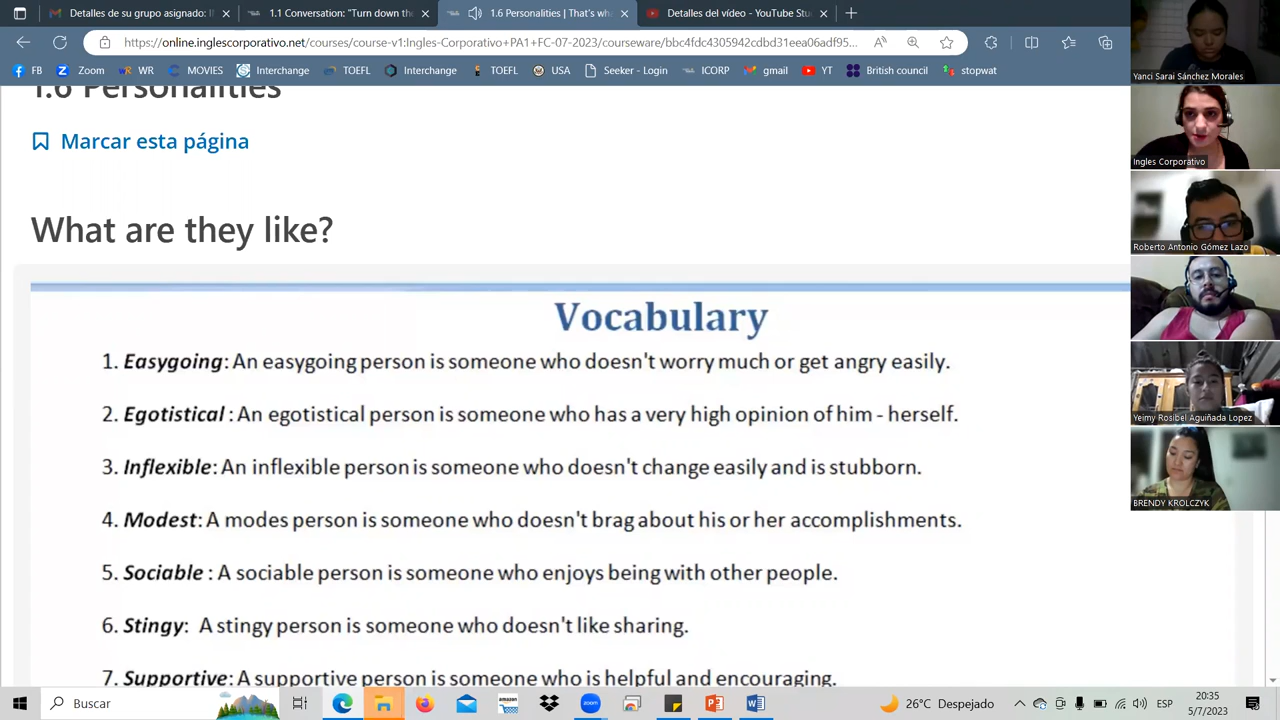 Detalles de su grupo asignado: I
1.1 Conversation: "Turn down th
1.6 Personalities | That's wha
Detalles del vídeo - YouTube Stu
https://online.inglescorporativo.net/courses/course-v1:Ingles-Corporativo+PA1+FC-07-2023/courseware/bbc4fdc4305942cdbd31eea06adf95...
FB
Zoom
WR
MOVIES
Interchange
TOEFL
Interchange
TOEFL
USA
Seeker - Login
ICORP
gmail
YT
British council
stopwat
1.6 Personalities
Marcar esta página
What are they like?
Vocabulary
1. Easygoing: An easygoing person is someone who doesn't worry much or get angry easily.
2. Egotistical : An egotistical person is someone who has a very high opinion of him - herself.
3. Inflexible: An inflexible person is someone who doesn't change easily and is stubborn.
4. Modest: A modes person is someone who doesn't brag about his or her accomplishments.
5. Sociable : A sociable person is someone who enjoys being with other people.
6. Stingy: A stingy person is someone who doesn't like sharing.
7. Supportive: A supportive person is someone who is helpful and encouraging.
Yanci Sarai Sánchez Morales
Ingles Corporativo
Roberto Antonio Gómez Lazo
Yeimy Rosibel Aguiñada Lopez
BRENDY KROLCZYK
Buscar
amazon
zoom
26°C Despejado
ESP
20:35
5/7/2023